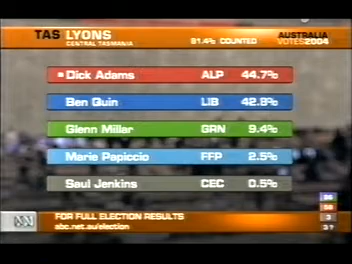 TAS LYONS
CENTRAL TASMANIA
81.4% COUNTED
AUSTRALIA
VOTES2004
Dick Adams ALP 44.7%
Ben Quin LIB 42.8%
Glenn Millar GRN 9.4%
Marie Papiccio FFP 2.5%
Saul Jenkins CEC 0.5%
FOR FULL ELECTION RESULTS
abc.net.au/election